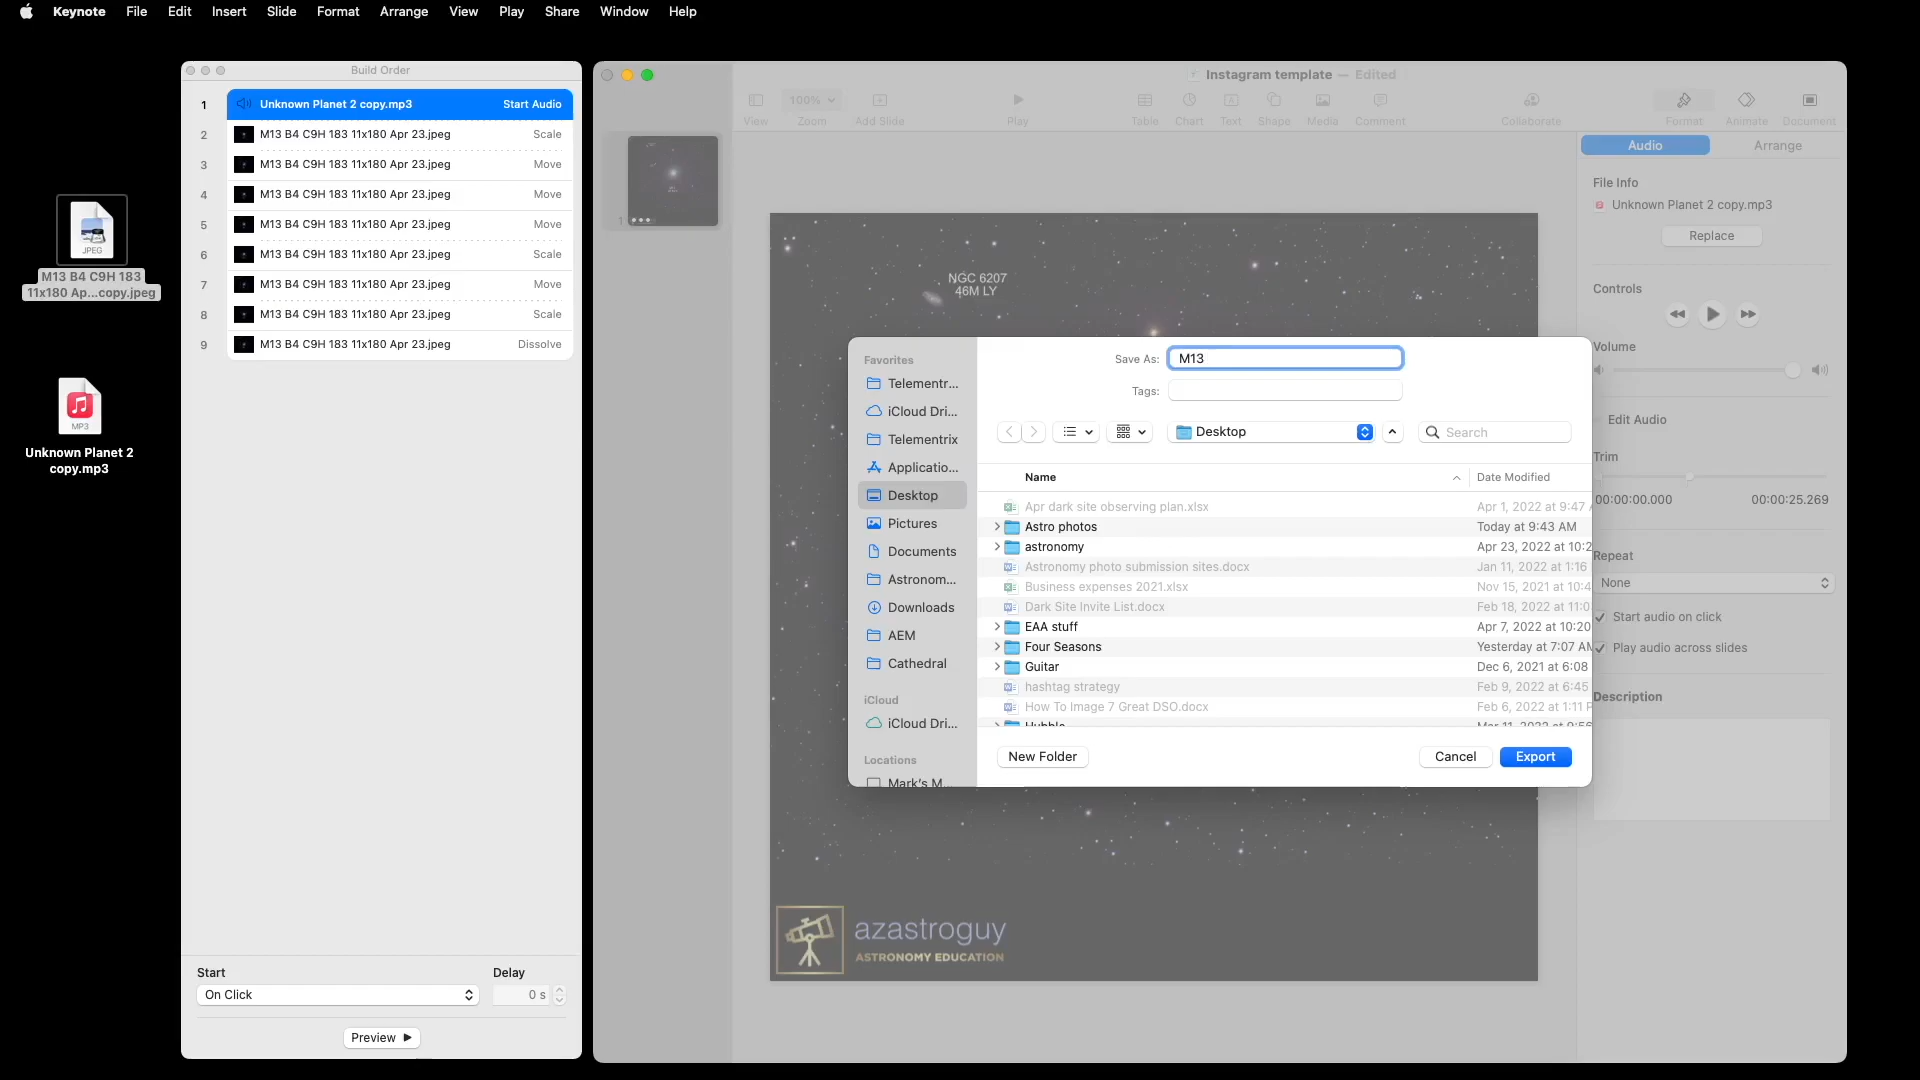 Keynote File Edit Insert Slide Format Arrange View Play Share Window Help
JPEG
M13 B4 C9H 183
11x180 Ap...copy.jpeg
MP3
Unknown Planet 2
copy.mp3
Build Order
1 Unknown Planet 2 copy.mp3 Start Audio
2 M13 B4 C9H 183 11x180 Apr 23.jpeg Scale
3 M13 B4 C9H 183 11x180 Apr 23.jpeg Move
4 M13 B4 C9H 183 11x180 Apr 23.jpeg Move
5 M13 B4 C9H 183 11x180 Apr 23.jpeg Move
6 M13 B4 C9H 183 11x180 Apr 23.jpeg Scale
7 M13 B4 C9H 183 11x180 Apr 23.jpeg Move
8 M13 B4 C9H 183 11x180 Apr 23.jpeg Scale
9 M13 B4 C9H 183 11x180 Apr 23.jpeg Dissolve
Start Delay
On Click 0 s
Preview
Instagram template — Edited
100%
View Zoom Add Slide Play Table Chart Text Shape Media Comment Collaborate Format Animate Document
1
NGC 6207
46M LY
azastroguy
ASTRONOMY EDUCATION
Favorites
Telementr...
iCloud Dri...
Telementrix
Applicatio...
Desktop
Pictures
Documents
Astronom...
Downloads
AEM
Cathedral
iCloud
iCloud Dri...
Locations
Mark's M...
Save As: M13
Tags:
Desktop Search
Name Date Modified
Apr dark site observing plan.xlsx Apr 1, 2022 at 9:47
Astro photos Today at 9:43 AM
astronomy Apr 23, 2022 at 10:2
Astronomy photo submission sites.docx Jan 11, 2022 at 1:16
Business expenses 2021.xlsx Nov 15, 2021 at 10:4
Dark Site Invite List.docx Feb 18, 2022 at 11:0
EAA stuff Apr 7, 2022 at 10:20
Four Seasons Yesterday at 7:07 AM
Guitar Dec 6, 2021 at 6:08
hashtag strategy Feb 9, 2022 at 6:45
How To Image 7 Great DSO.docx Feb 6, 2022 at 1:11 P
Hubble Mar 11, 2022 at 9:56
New Folder Cancel Export
Audio Arrange
File Info
Unknown Planet 2 copy.mp3
Replace
Controls
Volume
Edit Audio
Trim
00:00:00.000 00:00:25.269
Repeat
None
Start audio on click
Play audio across slides
Description